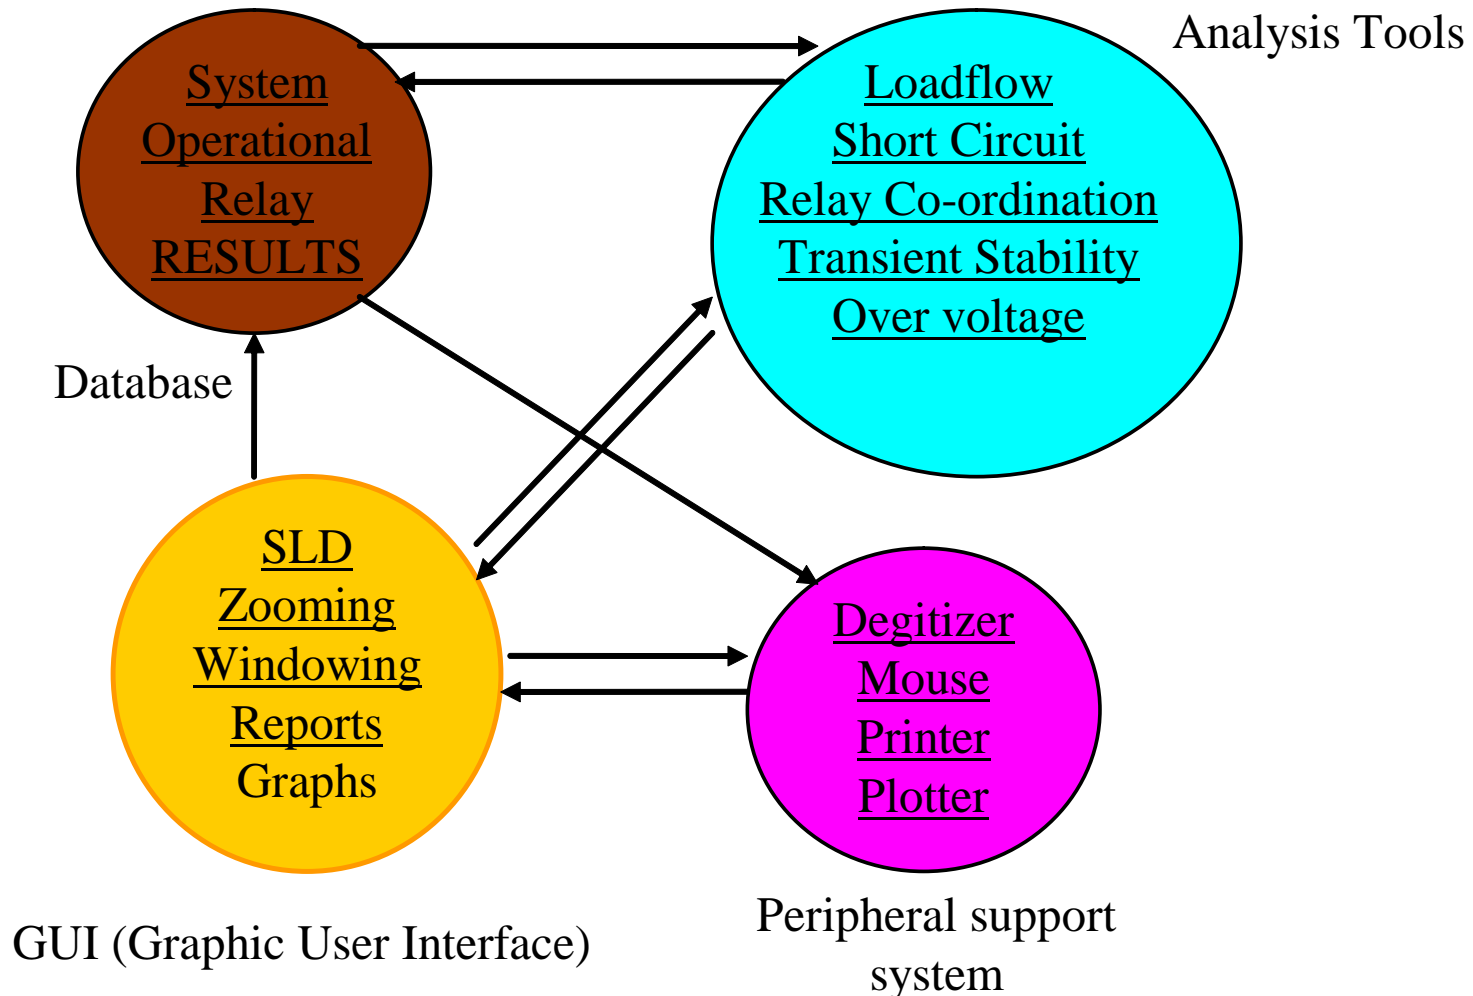 Analysis Tools
System
Operational
Relay
RESULTS
Loadflow
Short Circuit
Relay Co-ordination
Transient Stability
Over voltage
Database
SLD
Zooming
Windowing
Reports
Graphs
Degitizer
Mouse
Printer
Plotter
GUI (Graphic User Interface)
Peripheral support
system